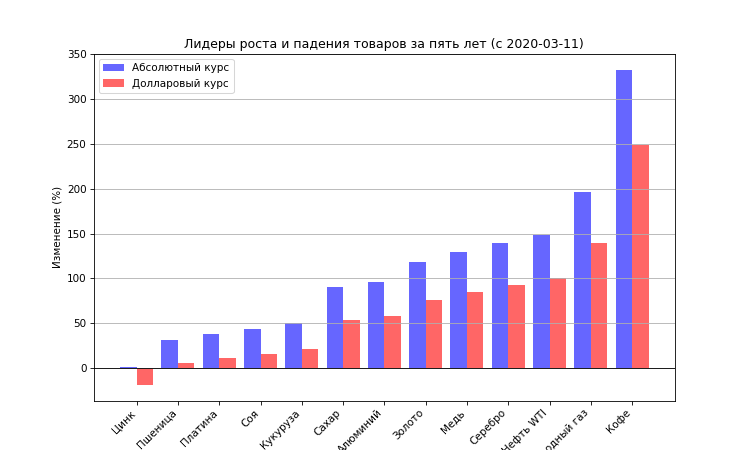 Лидеры роста и падения товаров за пять лет (с 2020-03-11)
Абсолютный курс
Долларовый курс
Изменение (%)
350
300
250
200
150
100
50
0
Цинк
Пшеница
Платина
Соя
Кукуруза
Сахар
Алюминий
Золото
Медь
Серебро
Нефть WTI
газ
Кофе